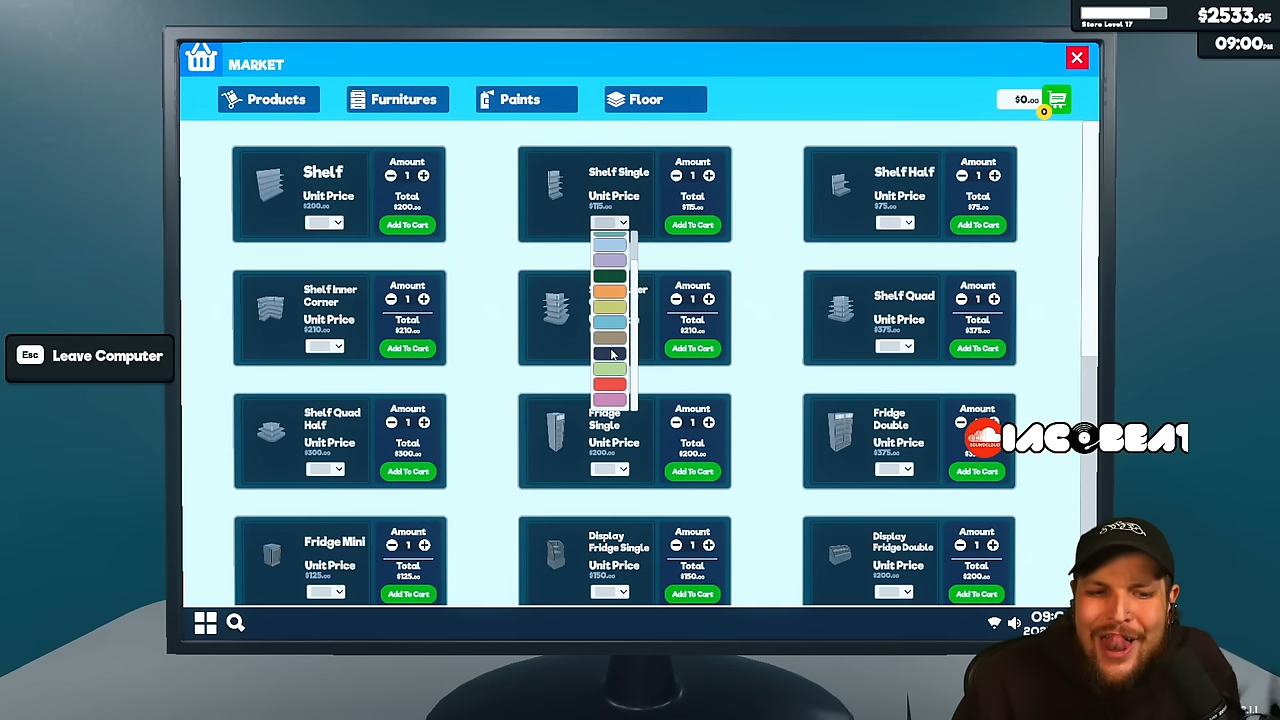 $2533.95
Store Level 17
09:00PM
MARKET
Products
Furnitures
Paints
Floor
$0.00
0
Shelf
Unit Price
$200.00
Amount
1
Total
$200.00
Add To Cart
Shelf Single
Unit Price
$115.00
Amount
1
Total
$115.00
Add To Cart
Shelf Half
Unit Price
$75.00
Amount
1
Total
$75.00
Add To Cart
Shelf Inner
Corner
Unit Price
$210.00
Amount
1
Total
$210.00
Add To Cart
Amount
1
Total
$210.00
Add To Cart
Shelf Quad
Unit Price
$375.00
Amount
1
Total
$375.00
Add To Cart
Esc Leave Computer
Shelf Quad
Half
Unit Price
$300.00
Amount
1
Total
$300.00
Add To Cart
Fridge
Single
Unit Price
$200.00
Amount
1
Total
$200.00
Add To Cart
Fridge
Double
Unit Price
$375.00
Amount
Add To Cart
SOUNDCLOUD
IACOBEAT
Fridge Mini
Unit Price
$125.00
Amount
1
Total
$125.00
Add To Cart
Display
Fridge Single
Unit Price
$150.00
Amount
1
Total
$150.00
Add To Cart
Display
Fridge Double
Unit Price
$200.00
Amount
1
Total
$200.00
Add To Cart